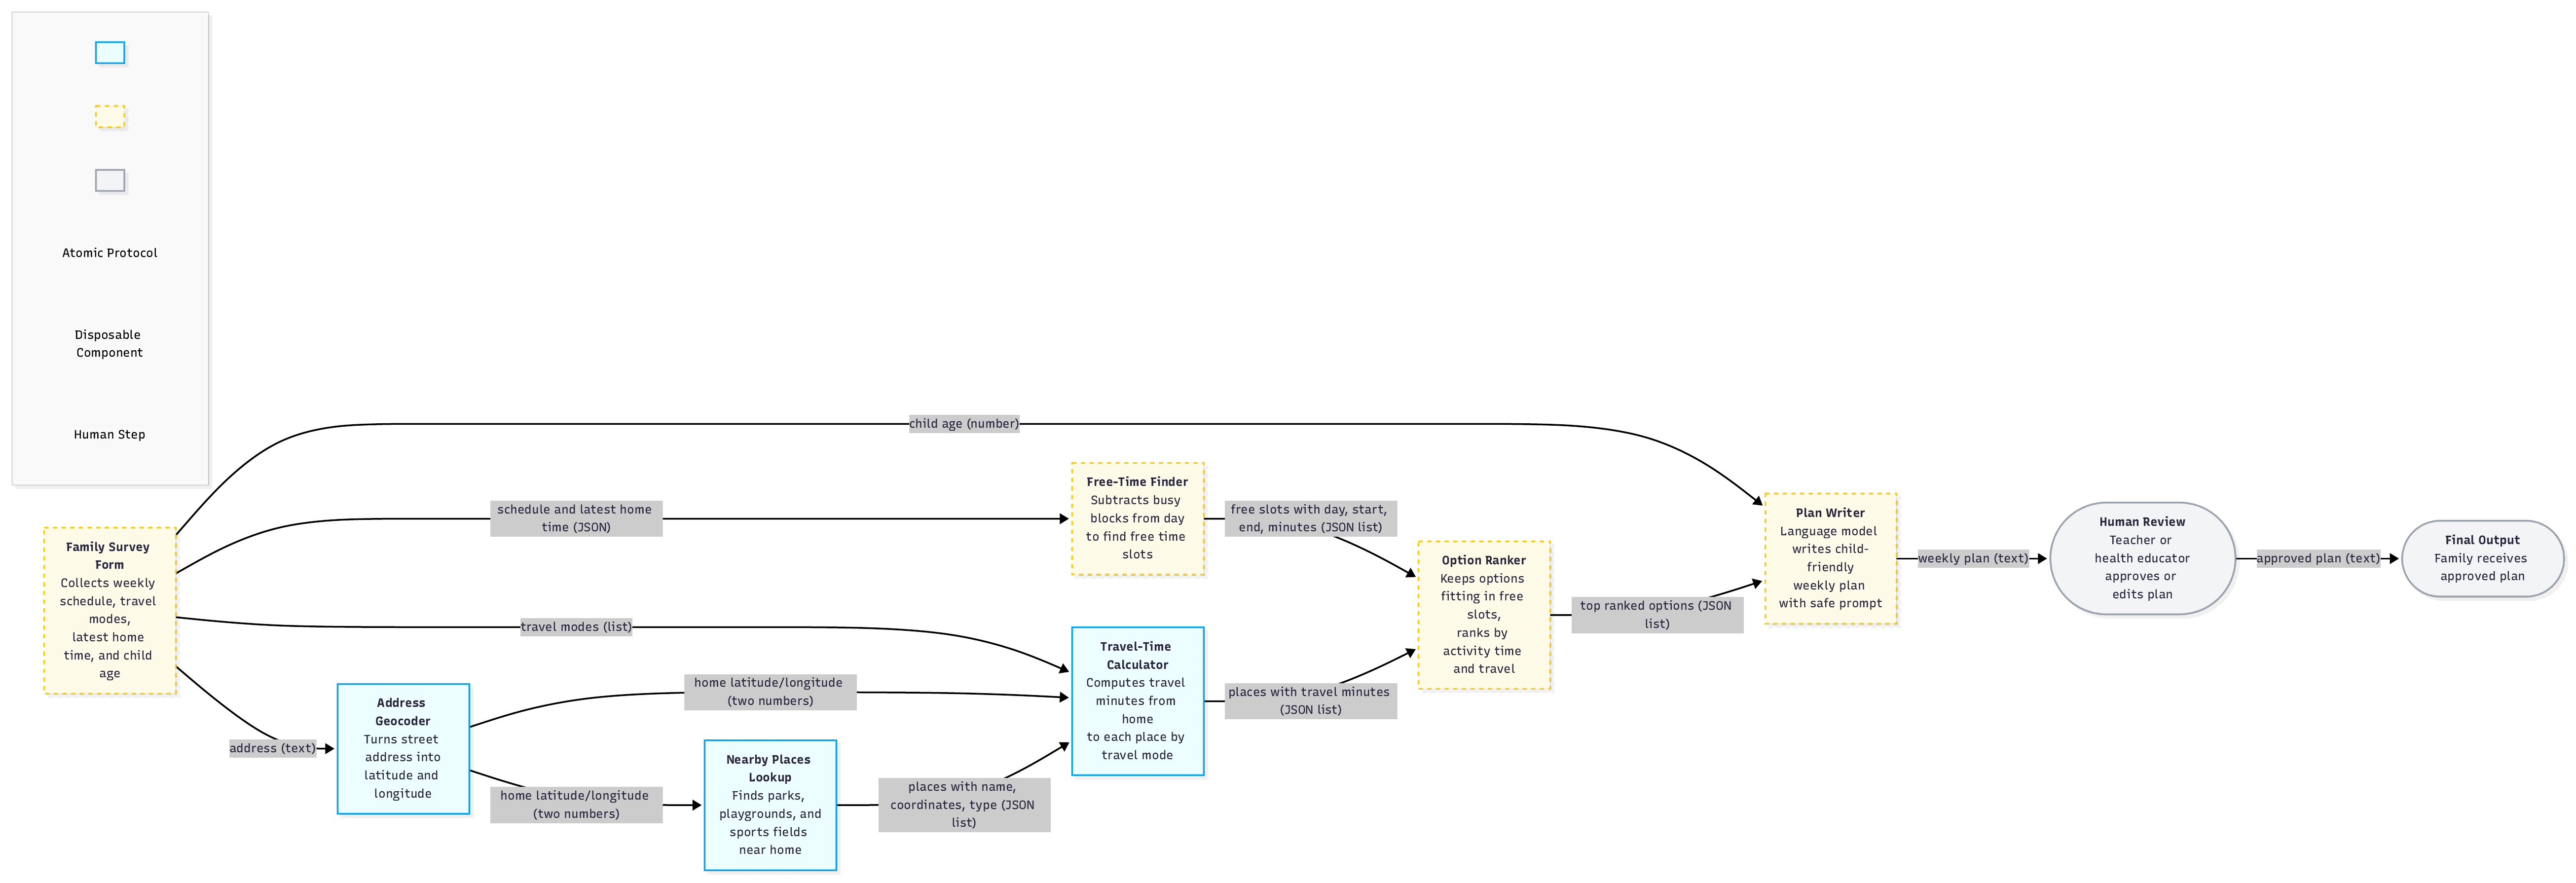 Atomic Protocol
Disposable
Component
Human Step
child age (number)
Family Survey
Form
Collects weekly
schedule, travel
modes,
latest home
time, and child
age
schedule and latest home
time (JSON)
travel modes (list)
address (text)
Address
Geocoder
Turns street
address into
latitude and
longitude
home latitude/longitude
(two numbers)
home latitude/longitude
(two numbers)
Nearby Places
Lookup
Finds parks,
playgrounds, and
sports fields
near home
places with name,
coordinates, type (JSON
list)
Free-Time Finder
Subtracts busy
blocks from day
to find free time
slots
Travel-Time
Calculator
Computes travel
minutes from
home
to each place by
travel mode
free slots with day, start,
end, minutes (JSON list)
places with travel minutes
(JSON list)
Option Ranker
Keeps options
fitting in free
slots,
ranks by
activity time
and travel
top ranked options (JSON
list)
Plan Writer
Language model
writes child-
friendly
weekly plan
with safe prompt
weekly plan (text)
Human Review
Teacher or
health educator
approves or
edits plan
approved plan (text)
Final Output
Family receives
approved plan